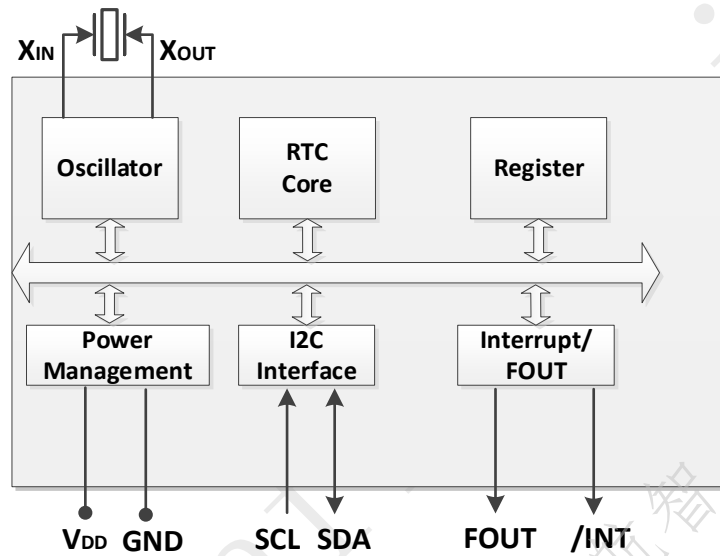 XIN
XOUT
Oscillator
RTC
Core
Register
Power
Management
I2C
Interface
Interrupt/
FOUT
VDD
GND
SCL
SDA
FOUT
/INT